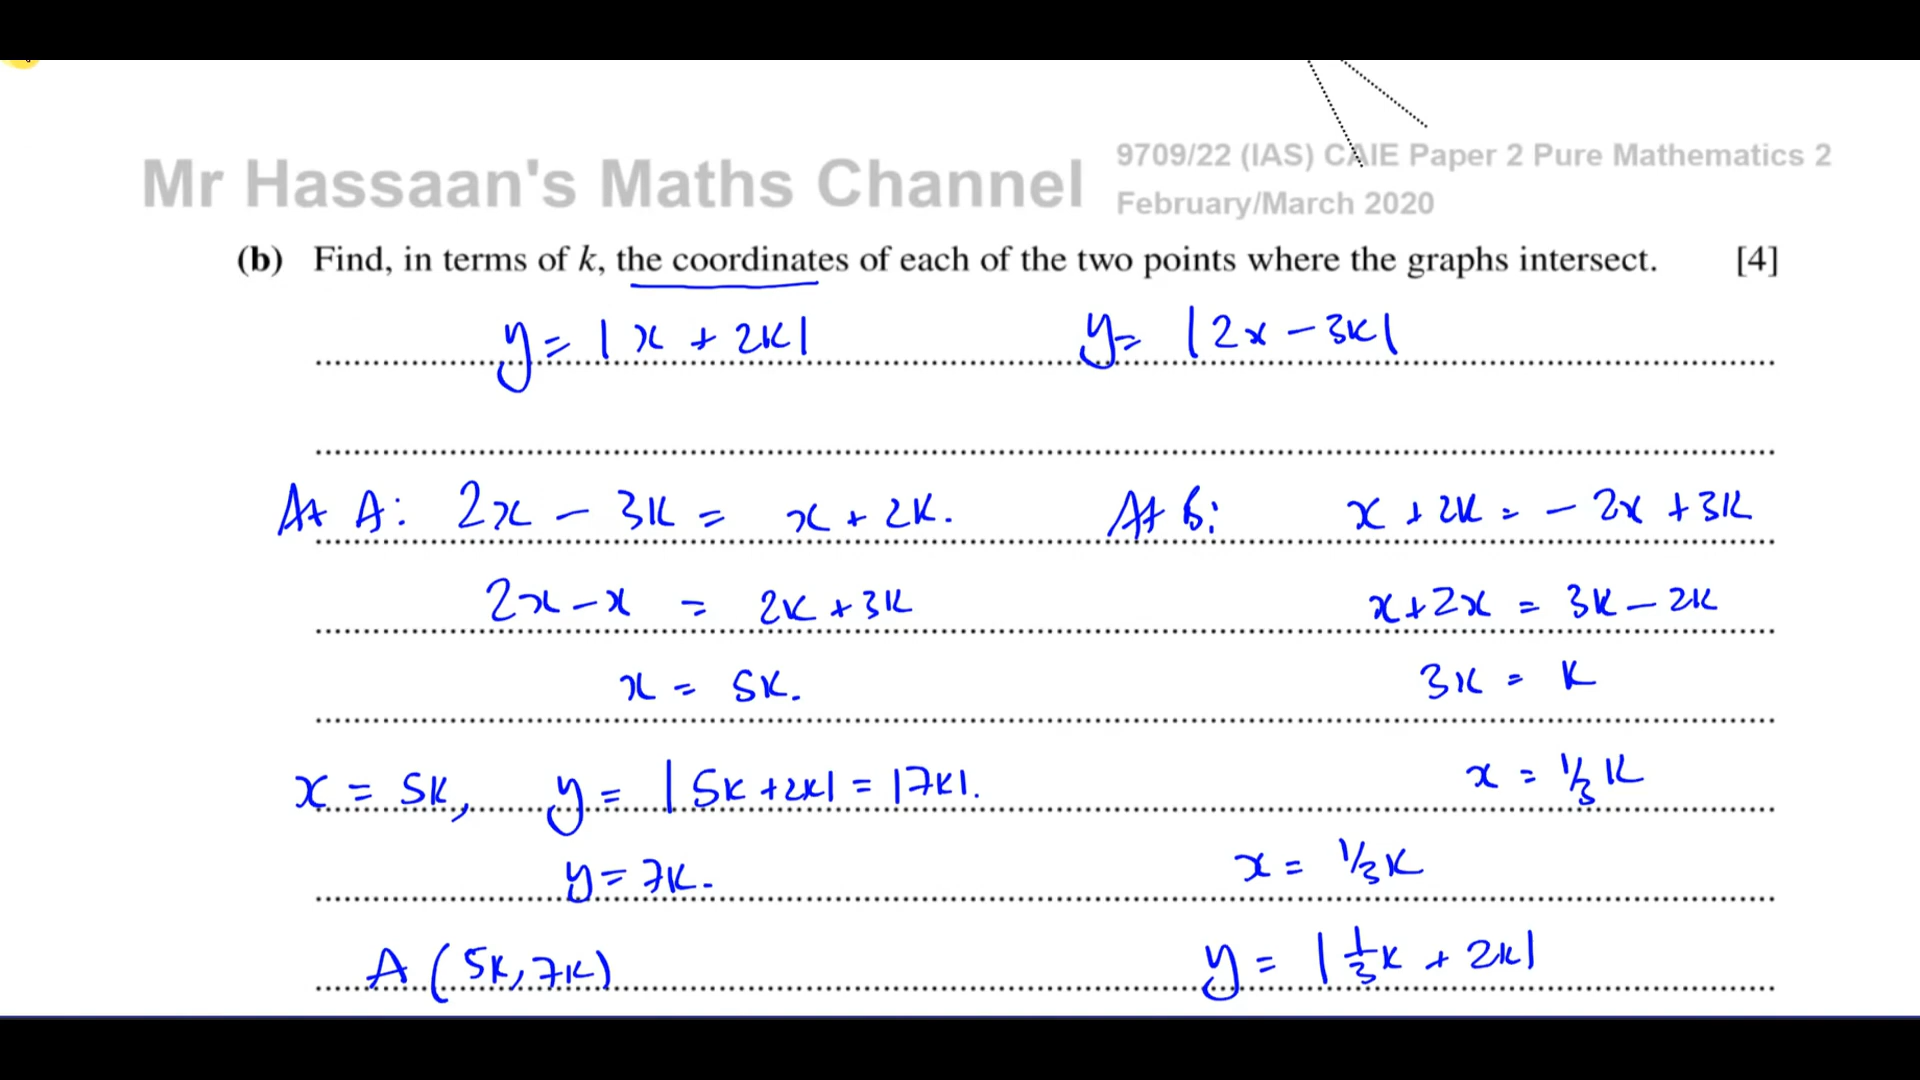 Mr Hassaan's Maths Channel
9709/22 (IAS) CAIE Paper 2 Pure Mathematics 2
February/March 2020
(b) Find, in terms of k, the coordinates of each of the two points where the graphs intersect. [4]
y = |x + 2k| y = |2x - 3k|
At A: 2x - 3k = x + 2k. At B: x + 2k = -2x + 3k
2x - x = 2k + 3k x + 2x = 3k - 2k
x = 5k. 3x = k
x = 5k, y = |5k + 2k| = |7k|. x = 1/3 k
y = 7k. x = 1/3 k
A (5k, 7k) y = |1/3 k + 2k|